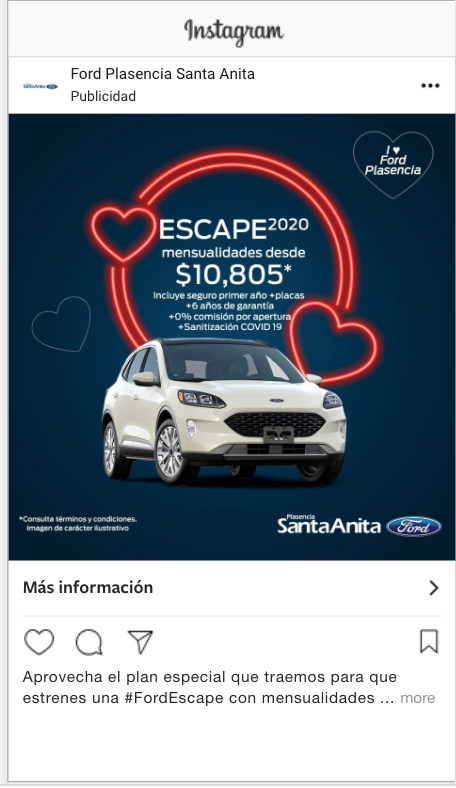 Instagram
Ford Plasencia Santa Anita
Publicidad
I ♥
Ford
Plasencia
ESCAPE2020
mensualidades desde
$10,805*
Incluye seguro primer año +placas
+6 años de garantía
+0% comisión por apertura
+Sanitización COVID 19
*Consulta términos y condiciones.
Imagen de carácter ilustrativo
Plasencia
SantaAnita Ford
Más información
Aprovecha el plan especial que traemos para que
estrenes una #FordEscape con mensualidades ... more